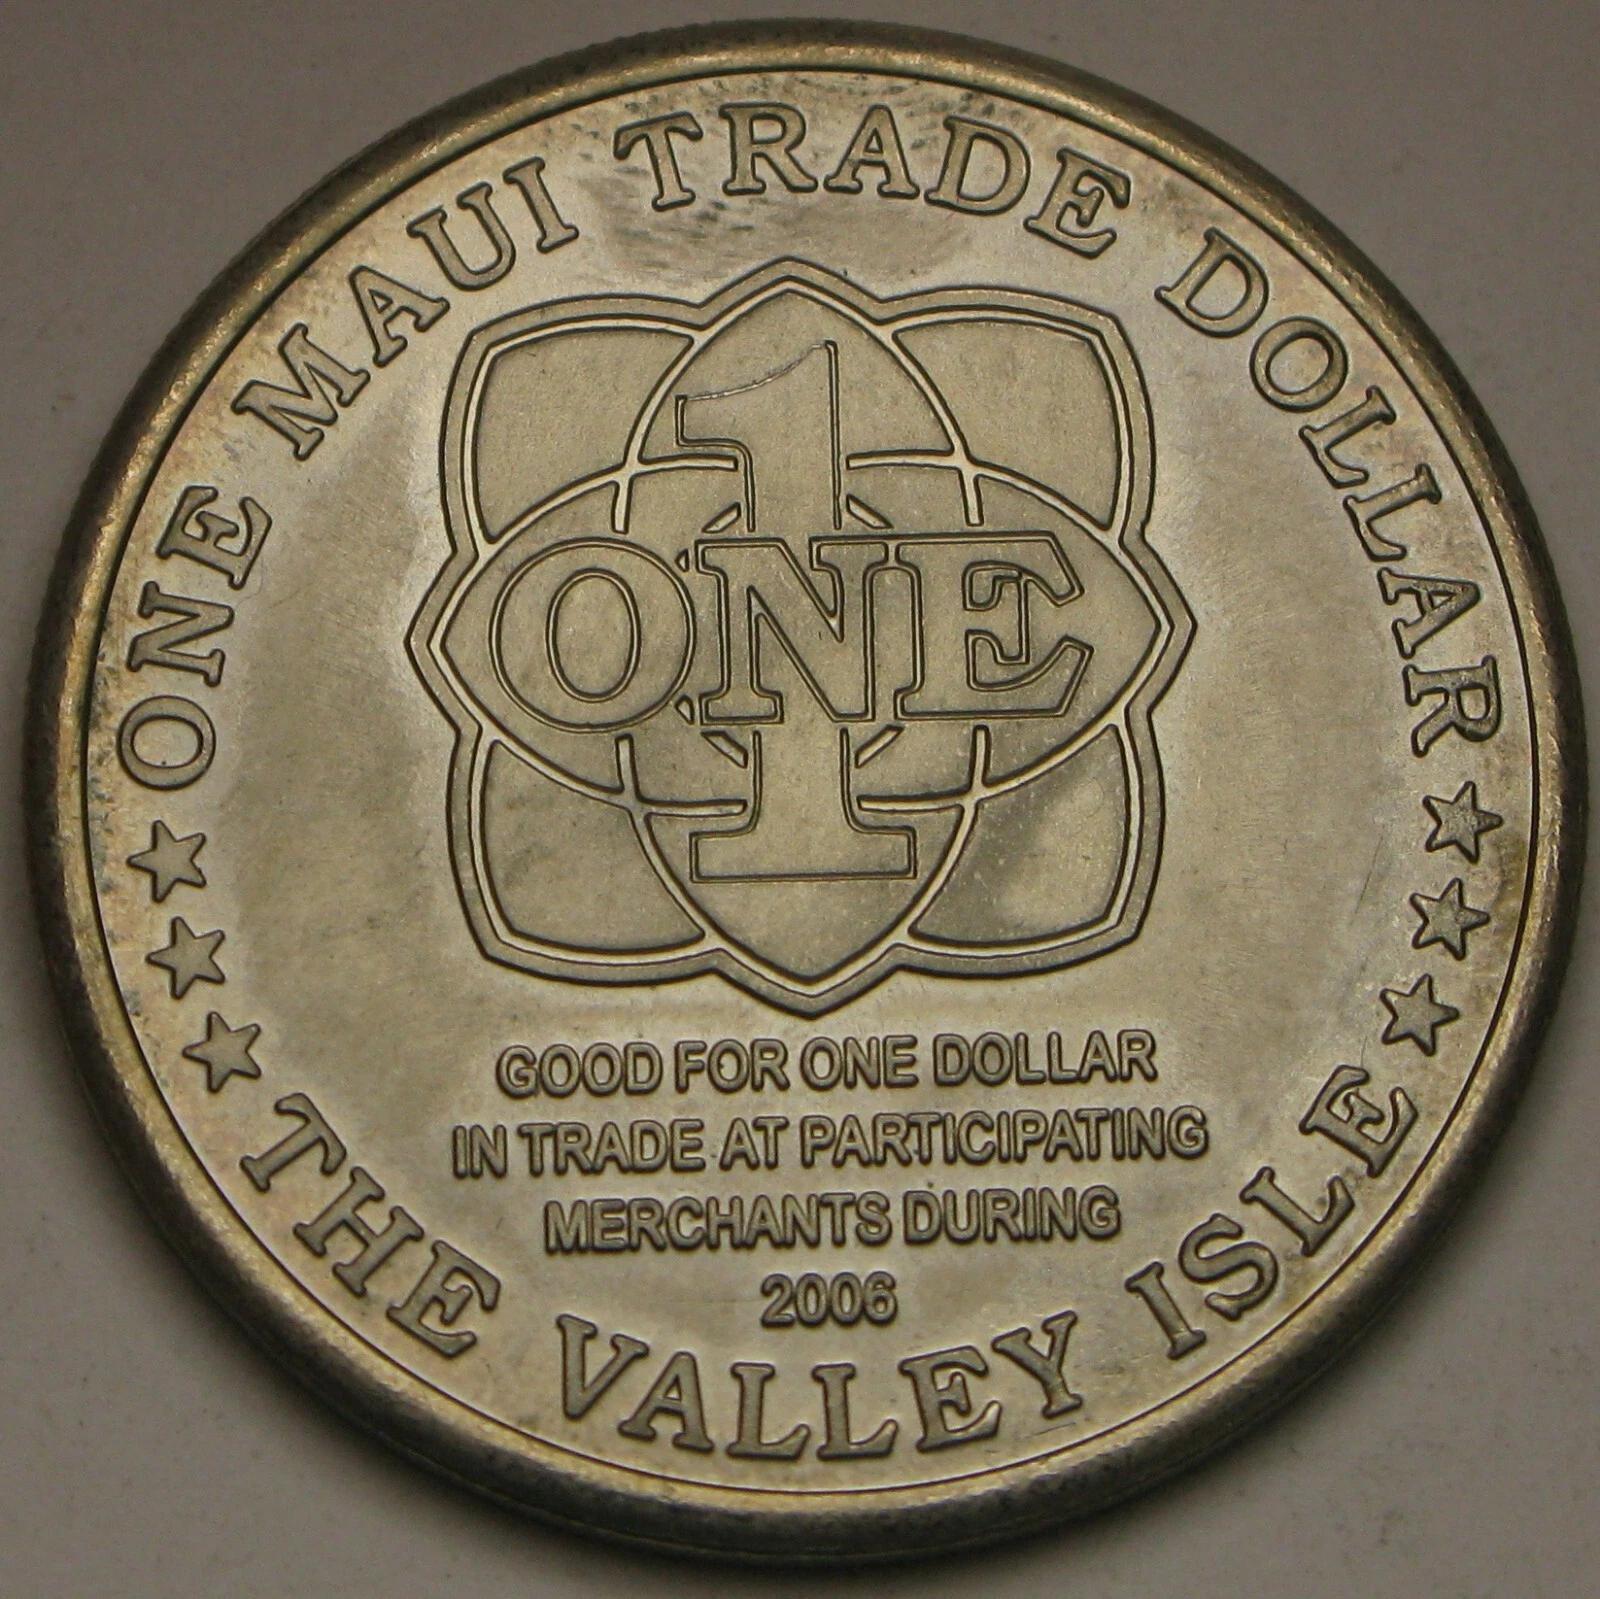 ONE MAUI TRADE DOLLAR
1
ONE
GOOD FOR ONE DOLLAR
IN TRADE AT PARTICIPATING
MERCHANTS DURING
2006
THE VALLEY ISLE